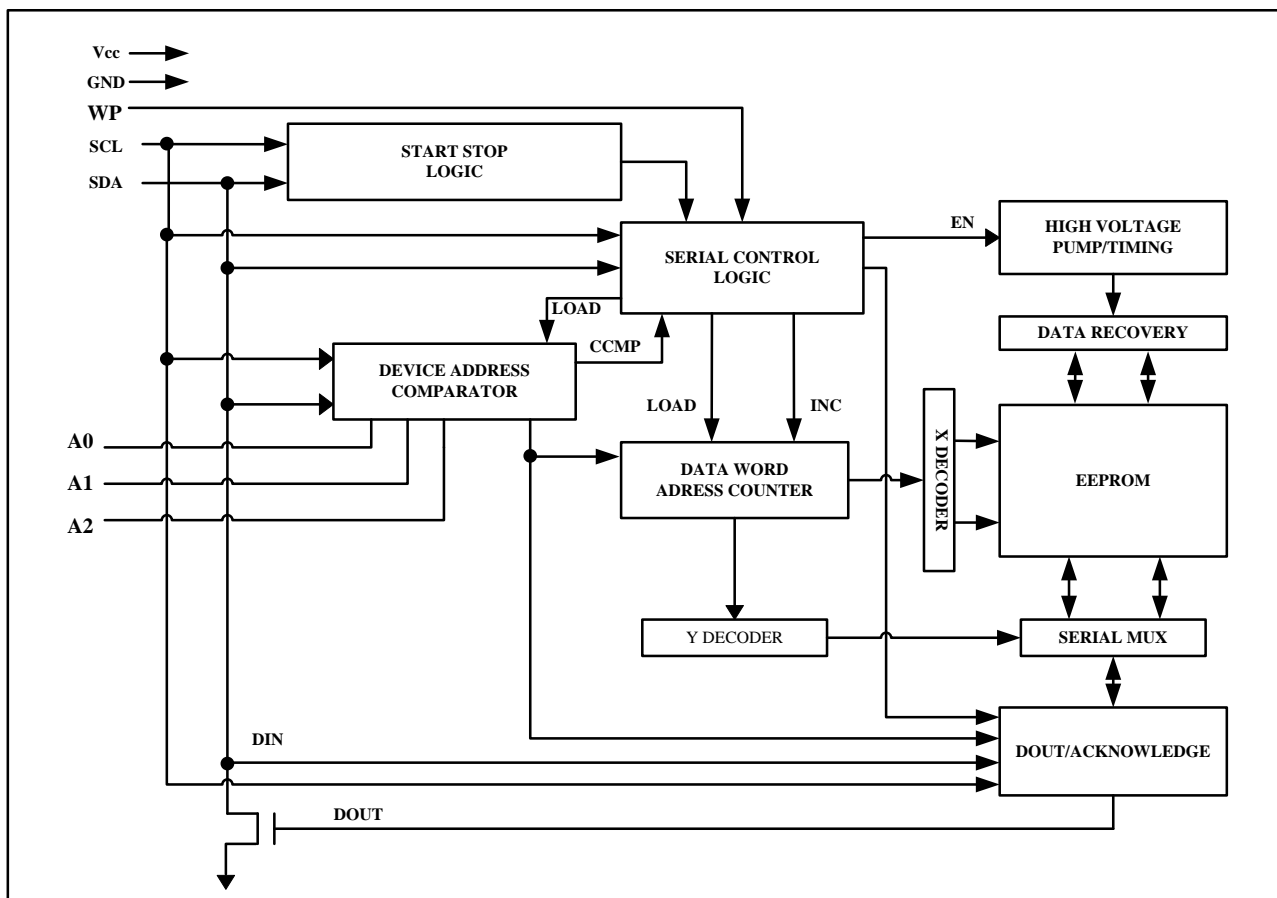 Vcc
GND
WP
SCL
SDA
START STOP
LOGIC
SERIAL CONTROL
LOGIC
EN
HIGH VOLTAGE
PUMP/TIMING
LOAD
CCMP
DATA RECOVERY
DEVICE ADDRESS
COMPARATOR
LOAD
INC
A0
A1
A2
DATA WORD
ADRESS COUNTER
X DECODER
EEPROM
Y DECODER
SERIAL MUX
DIN
DOUT/ACKNOWLEDGE
DOUT